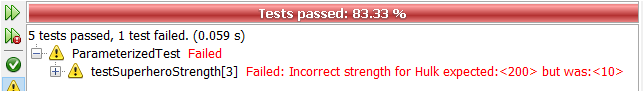 Tests passed: 83.33 %
5 tests passed, 1 test failed. (0.059 s)
ParameterizedTest Failed
testSuperheroStrength[3] Failed: Incorrect strength for Hulk expected:<200> but was:<10>